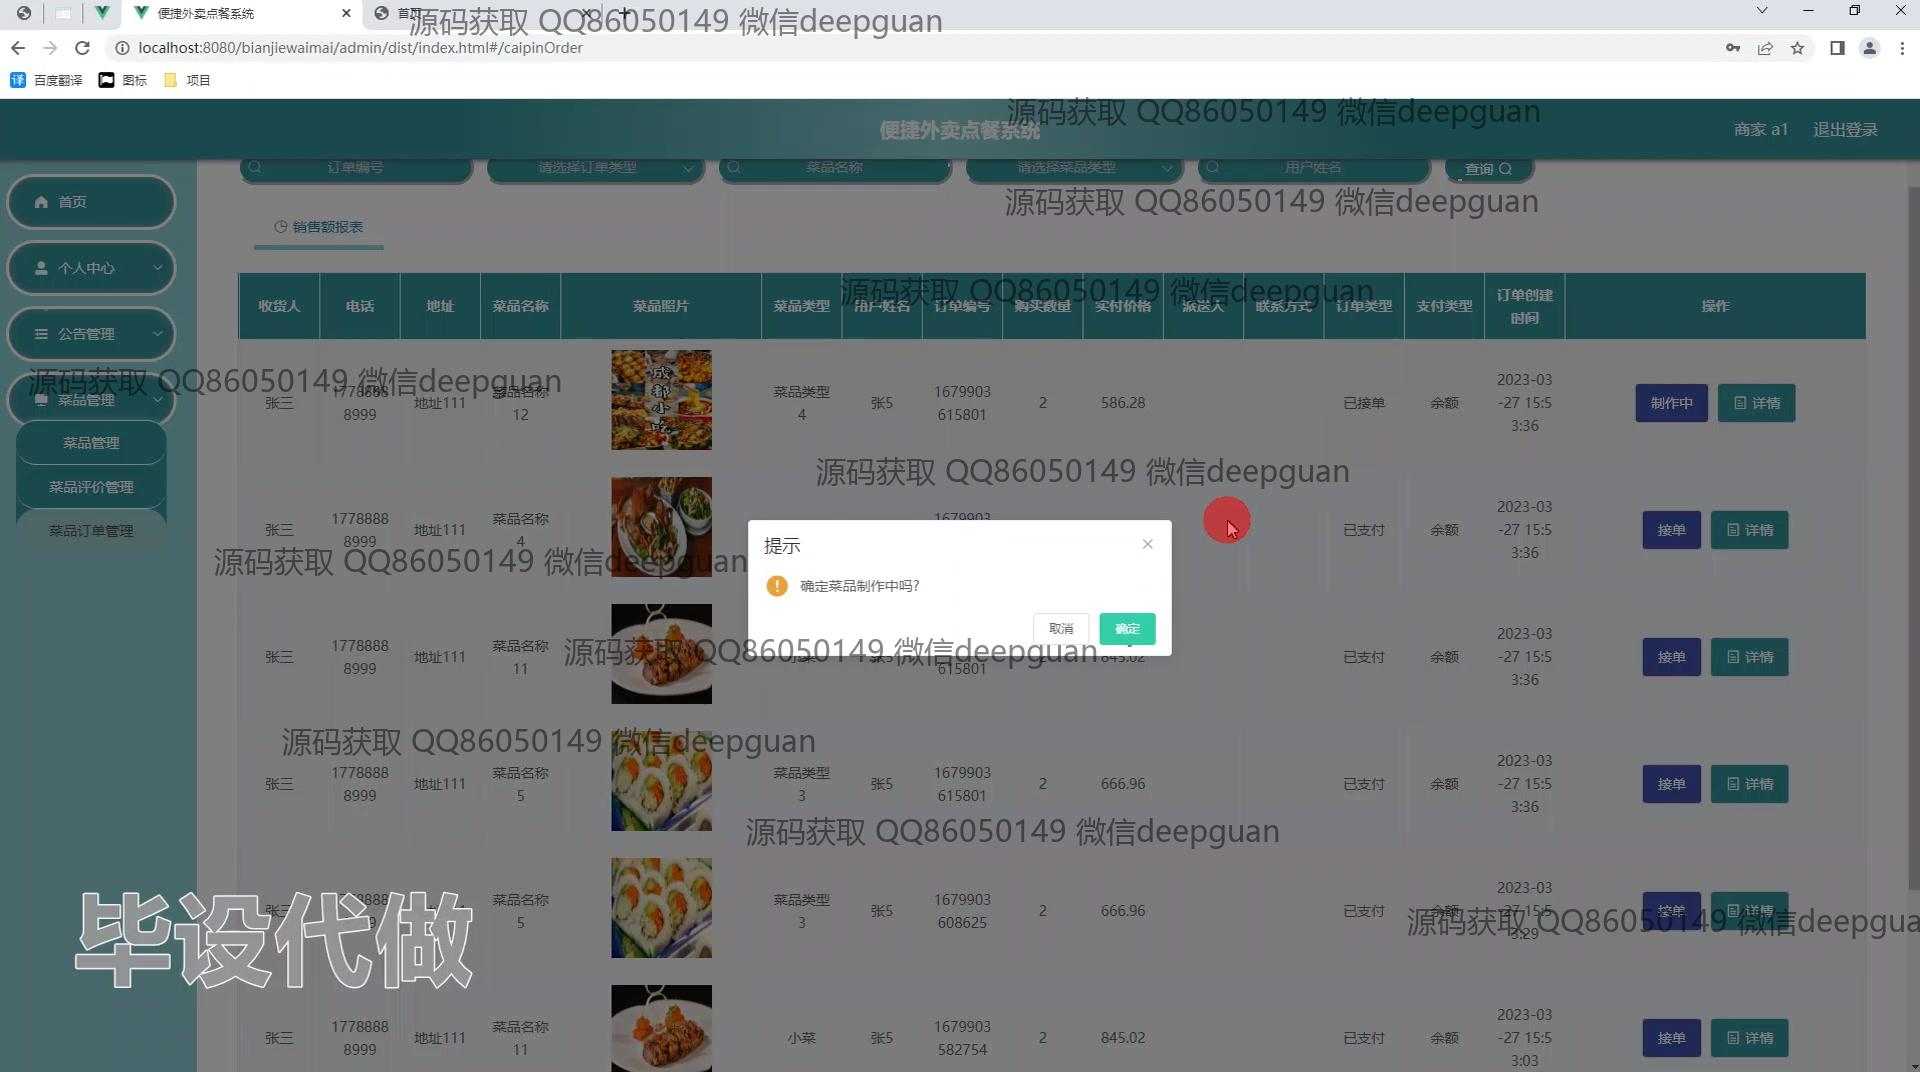 便捷外卖点餐系统
首页
localhost:8080/bianjiewaimai/admin/dist/index.html#/caipinOrder
百度翻译 图标 项目
便捷外卖点餐系统
商家 a1 退出登录
首页
个人中心
公告管理
菜品管理
菜品管理
菜品评价管理
菜品订单管理
订单编号 请选择订单类型 菜品名称 请选择菜品类型 用户姓名 查询
销售额报表
收货人 电话 地址 菜品名称 菜品照片 菜品类型 用户姓名 订单编号 购买数量 实付价格 派送人 联系方式 订单类型 支付类型 订单创建时间 操作
张三 17788888999 地址111 菜品名称12 成都小吃 菜品类型4 张5 1679903615801 2 586.28 已接单 余额 2023-03-27 15:53:36 制作中 详情
张三 17788888999 地址111 菜品名称4 1679903 已支付 余额 2023-03-27 15:53:36 接单 详情
张三 17788888999 地址111 菜品名称11 小菜 张5 615801 2 845.02 已支付 余额 2023-03-27 15:53:36 接单 详情
张三 17788888999 地址111 菜品名称5 菜品类型3 张5 1679903615801 2 666.96 已支付 余额 2023-03-27 15:53:36 接单 详情
菜品名称5 菜品类型3 张5 1679903608625 2 666.96 已支付 余额 2023-03-27 15:53:29 接单 详情
张三 17788888999 地址111 菜品名称11 小菜 张5 1679903582754 2 845.02 已支付 余额 2023-03-27 15:53:03 接单 详情
提示
确定菜品制作中吗?
取消 确定
源码获取 QQ86050149 微信deepguan
源码获取 QQ86050149 微信deepguan
源码获取 QQ86050149 微信deepguan
源码获取 QQ86050149 微信deepguan
源码获取 QQ86050149 微信deepguan
源码获取 QQ86050149 微信deepguan
源码获取 QQ86050149 微信deepguan
源码获取 QQ86050149 微信deepguan
源码获取 QQ86050149 微信deepguan
源码获取 QQ86050149 微信deepguan
源码获取 QQ86050149 微信deepgua
毕设代做